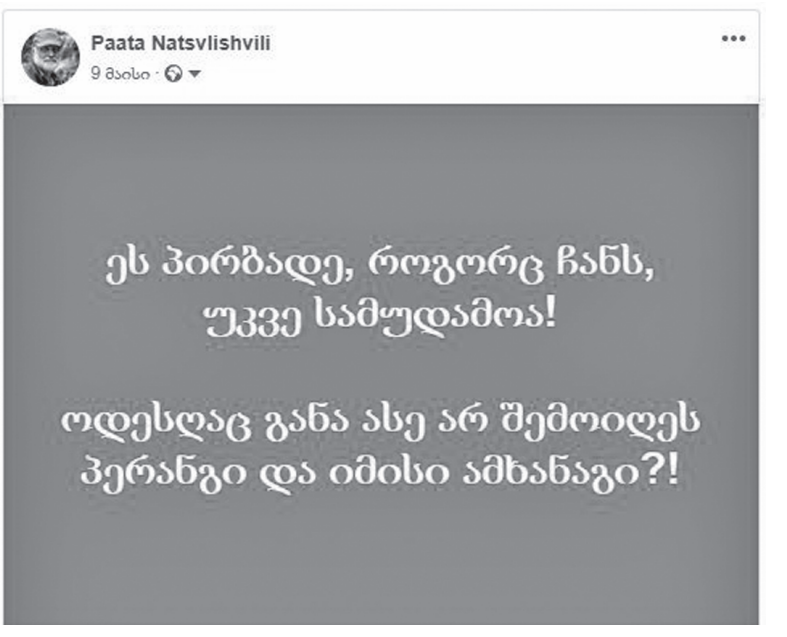 Paata Natsvlishvili
9 მაისი ·
ეს პირბადე, როგორც ჩანს,
უკვე სამუდამოა!
ოდესღაც განა ასე არ შემოიღეს
პერანგი და იმისი ამხანაგი?!